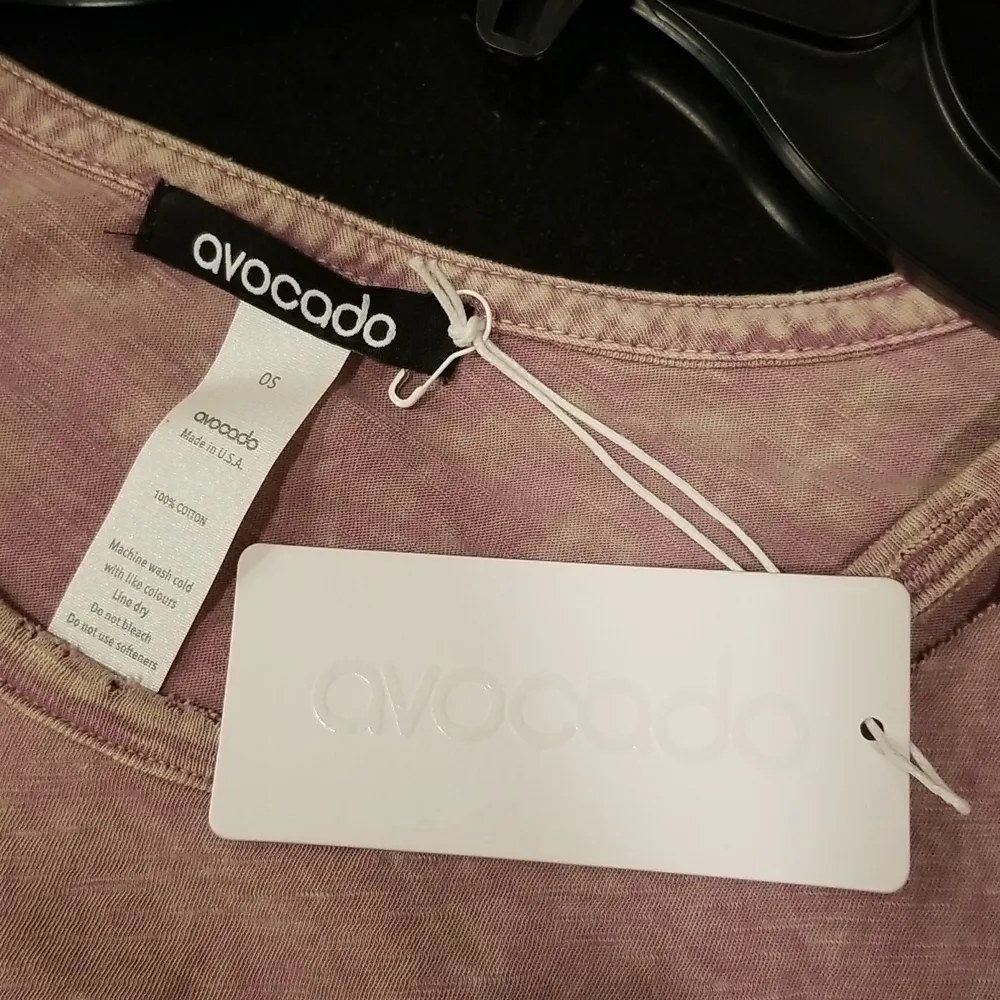 avocado
OS
avocado
Made in U.S.A.
100% COTTON
Machine wash cold
with like colours
Line dry
Do not bleach
Do not use softeners
avocado